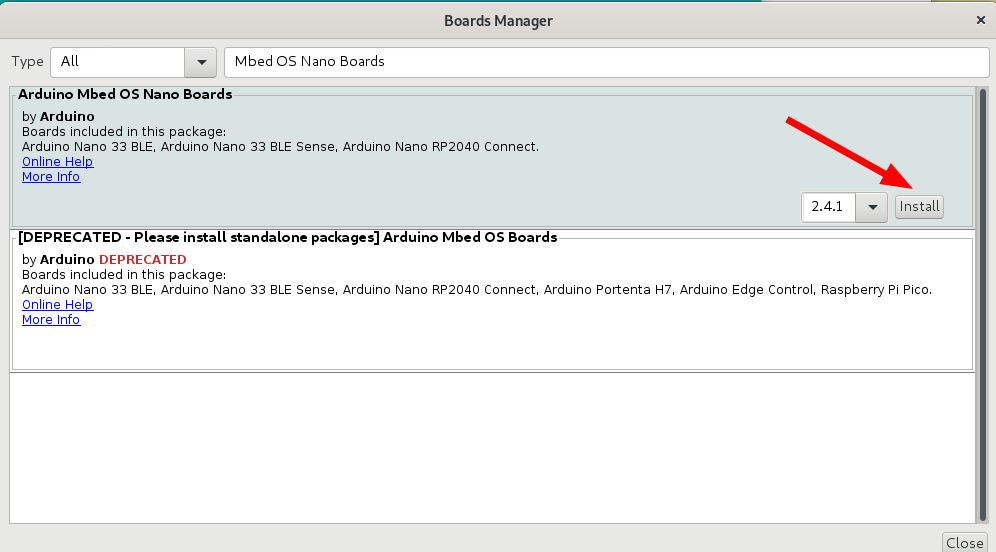 Boards Manager
×
Type All Mbed OS Nano Boards
Arduino Mbed OS Nano Boards
by Arduino
Boards included in this package:
Arduino Nano 33 BLE, Arduino Nano 33 BLE Sense, Arduino Nano RP2040 Connect.
Online Help
More Info
2.4.1 Install
[DEPRECATED - Please install standalone packages] Arduino Mbed OS Boards
by Arduino DEPRECATED
Boards included in this package:
Arduino Nano 33 BLE, Arduino Nano 33 BLE Sense, Arduino Nano RP2040 Connect, Arduino Portenta H7, Arduino Edge Control, Raspberry Pi Pico.
Online Help
More Info
Close